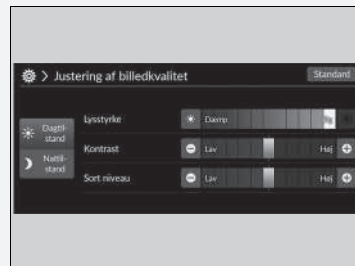 > Justering af billedkvalitet
Standard
Dagtil-
stand
Nattil-
stand
Lysstyrke
Dæmp
Kontrast
Lav
Høj
Sort niveau
Lav
Høj